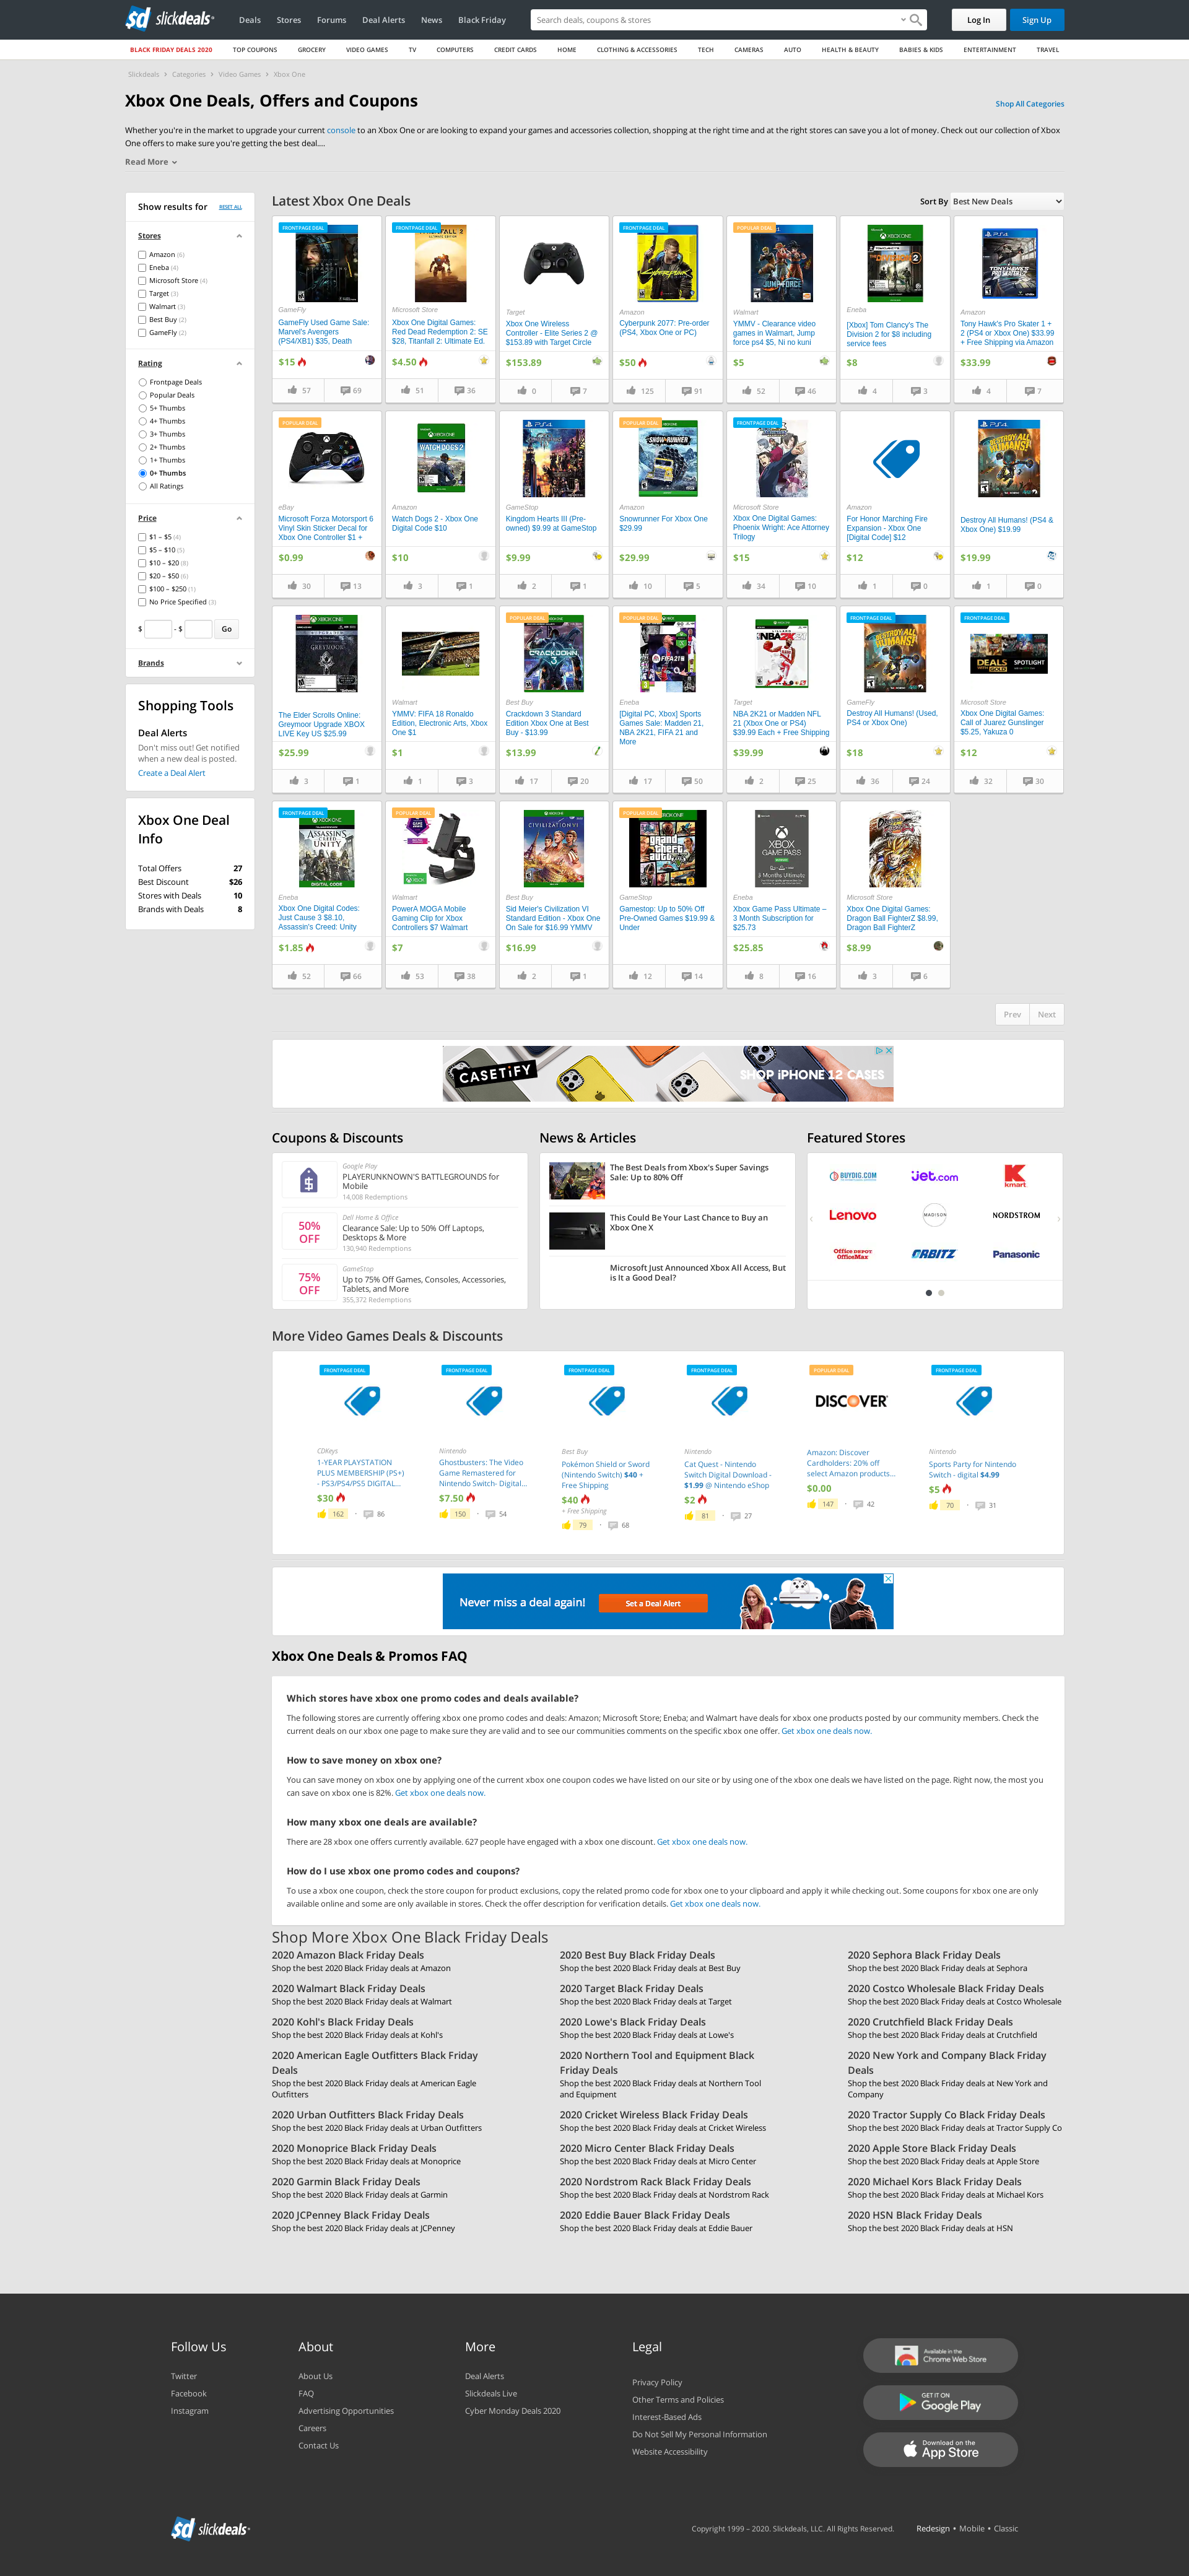 slickdeals
Deals
Stores
Forums
Deal Alerts
News
Black Friday
Search deals, coupons & stores
Log In
Sign Up
BLACK FRIDAY DEALS 2020
TOP COUPONS
GROCERY
VIDEO GAMES
TV
COMPUTERS
CREDIT CARDS
HOME
CLOTHING & ACCESSORIES
TECH
CAMERAS
AUTO
HEALTH & BEAUTY
BABIES & KIDS
ENTERTAINMENT
TRAVEL
Slickdeals › Categories › Video Games › Xbox One
Xbox One Deals, Offers and Coupons
Shop All Categories
Whether you're in the market to upgrade your current console to an Xbox One or are looking to expand your games and accessories collection, shopping at the right time and at the right stores can save you a lot of money. Check out our collection of Xbox
One offers to make sure you're getting the best deal....
Read More
Show results for
RESET ALL
Stores
Amazon (6)
Eneba (4)
Microsoft Store (4)
Target (3)
Walmart (3)
Best Buy (2)
GameFly (2)
Rating
Frontpage Deals
Popular Deals
5+ Thumbs
4+ Thumbs
3+ Thumbs
2+ Thumbs
1+ Thumbs
0+ Thumbs
All Ratings
Price
$1 – $5 (4)
$5 – $10 (5)
$10 – $20 (8)
$20 – $50 (6)
$100 – $250 (1)
No Price Specified (3)
$ - $ Go
Brands
Shopping Tools
Deal Alerts
Don't miss out! Get notified
when a new deal is posted.
Create a Deal Alert
Xbox One Deal
Info
Total Offers 27
Best Discount $26
Stores with Deals 10
Brands with Deals 8
Latest Xbox One Deals
Sort By Best New Deals
FRONTPAGE DEAL
GameFly
GameFly Used Game Sale:
Marvel's Avengers
(PS4/XB1) $35, Death
$15
57 69
FRONTPAGE DEAL
Microsoft Store
Xbox One Digital Games:
Red Dead Redemption 2: SE
$28, Titanfall 2: Ultimate Ed.
$4.50
51 36
Target
Xbox One Wireless
Controller - Elite Series 2 @
$153.89 with Target Circle
$153.89
0 7
FRONTPAGE DEAL
Amazon
Cyberpunk 2077: Pre-order
(PS4, Xbox One or PC)
$50
125 91
POPULAR DEAL
JUMP FORCE
Walmart
YMMV - Clearance video
games in Walmart, Jump
force ps4 $5, Ni no kuni
$5
52 46
XBOX ONE
Eneba
[Xbox] Tom Clancy's The
Division 2 for $8 including
service fees
$8
4 3
Amazon
Tony Hawk's Pro Skater 1 +
2 (PS4 or Xbox One) $33.99
+ Free Shipping via Amazon
$33.99
4 7
POPULAR DEAL
eBay
Microsoft Forza Motorsport 6
Vinyl Skin Sticker Decal for
Xbox One Controller $1 +
$0.99
30 13
XBOX ONE
WATCH DOGS 2
Amazon
Watch Dogs 2 - Xbox One
Digital Code $10
$10
3 1
PS4
GameStop
Kingdom Hearts III (Pre-
owned) $9.99 at GameStop
$9.99
2 1
POPULAR DEAL
SNOWRUNNER
Amazon
Snowrunner For Xbox One
$29.99
$29.99
10 5
FRONTPAGE DEAL
Microsoft Store
Xbox One Digital Games:
Phoenix Wright: Ace Attorney
Trilogy
$15
34 10
Amazon
For Honor Marching Fire
Expansion - Xbox One
[Digital Code] $12
$12
1 0
PS4
DESTROY ALL HUMANS!
Destroy All Humans! (PS4 &
Xbox One) $19.99
$19.99
1 0
XBOX ONE
GREYMOOR
The Elder Scrolls Online:
Greymoor Upgrade XBOX
LIVE Key US $25.99
$25.99
3 1
Walmart
YMMV: FIFA 18 Ronaldo
Edition, Electronic Arts, Xbox
One $1
$1
1 3
POPULAR DEAL
CRACKDOWN 3
Best Buy
Crackdown 3 Standard
Edition Xbox One at Best
Buy - $13.99
$13.99
17 20
POPULAR DEAL
FIFA 21
Eneba
[Digital PC, Xbox] Sports
Games Sale: Madden 21,
NBA 2K21, FIFA 21 and
More
17 50
NBA 2K21
Target
NBA 2K21 or Madden NFL
21 (Xbox One or PS4)
$39.99 Each + Free Shipping
$39.99
2 25
FRONTPAGE DEAL
DESTROY ALL HUMANS!
GameFly
Destroy All Humans! (Used,
PS4 or Xbox One)
$18
36 24
FRONTPAGE DEAL
DEALS WITH GOLD SPOTLIGHT
Microsoft Store
Xbox One Digital Games:
Call of Juarez Gunslinger
$5.25, Yakuza 0
$12
32 30
FRONTPAGE DEAL
ASSASSIN'S CREED UNITY
DIGITAL CODE
Eneba
Xbox One Digital Codes:
Just Cause 3 $8.10,
Assassin's Creed: Unity
$1.85
52 66
POPULAR DEAL
Walmart
PowerA MOGA Mobile
Gaming Clip for Xbox
Controllers $7 Walmart
$7
53 38
XBOX ONE
CIVILIZATION VI
Best Buy
Sid Meier's Civilization VI
Standard Edition - Xbox One
On Sale for $16.99 YMMV
$16.99
2 1
POPULAR DEAL
grand theft auto
GameStop
Gamestop: Up to 50% Off
Pre-Owned Games $19.99 &
Under
12 14
XBOX GAME PASS
3 Months Ultimate
Eneba
Xbox Game Pass Ultimate –
3 Month Subscription for
$25.73
$25.85
8 16
Microsoft Store
Xbox One Digital Games:
Dragon Ball FighterZ $8.99,
Dragon Ball FighterZ
$8.99
3 6
Prev Next
CASETiFY
SHOP iPHONE 12 CASES
Coupons & Discounts
Google Play
PLAYERUNKNOWN'S BATTLEGROUNDS for
Mobile
14,008 Redemptions
50% OFF
Dell Home & Office
Clearance Sale: Up to 50% Off Laptops,
Desktops & More
130,940 Redemptions
75% OFF
GameStop
Up to 75% Off Games, Consoles, Accessories,
Tablets, and More
355,372 Redemptions
News & Articles
The Best Deals from Xbox's Super Savings
Sale: Up to 80% Off
This Could Be Your Last Chance to Buy an
Xbox One X
Microsoft Just Announced Xbox All Access, But
is It a Good Deal?
Featured Stores
BUYDIG.COM
Jet.com
Kmart
Lenovo
MADISON
NORDSTROM
Office DEPOT OfficeMax
ORBITZ
Panasonic
More Video Games Deals & Discounts
FRONTPAGE DEAL
CDKeys
1-YEAR PLAYSTATION
PLUS MEMBERSHIP (PS+)
- PS3/PS4/PS5 DIGITAL...
$30
162 · 86
FRONTPAGE DEAL
Nintendo
Ghostbusters: The Video
Game Remastered for
Nintendo Switch- Digital...
$7.50
150 · 54
FRONTPAGE DEAL
Best Buy
Pokémon Shield or Sword
(Nintendo Switch) $40 +
Free Shipping
$40
+ Free Shipping
79 · 68
FRONTPAGE DEAL
Nintendo
Cat Quest - Nintendo
Switch Digital Download -
$1.99 @ Nintendo eShop
$2
81 · 27
POPULAR DEAL
DISCOVER
Amazon: Discover
Cardholders: 20% off
select Amazon products...
$0.00
147 · 42
FRONTPAGE DEAL
Nintendo
Sports Party for Nintendo
Switch - digital $4.99
$5
70 · 31
Never miss a deal again!
Set a Deal Alert
Xbox One Deals & Promos FAQ
Which stores have xbox one promo codes and deals available?
The following stores are currently offering xbox one promo codes and deals: Amazon; Microsoft Store; Eneba; and Walmart have deals for xbox one products posted by our community members. Check the
current deals on our xbox one page to make sure they are valid and to see our communities comments on the specific xbox one offer. Get xbox one deals now.
How to save money on xbox one?
You can save money on xbox one by applying one of the current xbox one coupon codes we have listed on our site or by using one of the xbox one deals we have listed on the page. Right now, the most you
can save on xbox one is 82%. Get xbox one deals now.
How many xbox one deals are available?
There are 28 xbox one offers currently available. 627 people have engaged with a xbox one discount. Get xbox one deals now.
How do I use xbox one promo codes and coupons?
To use a xbox one coupon, check the store coupon for product exclusions, copy the related promo code for xbox one to your clipboard and apply it while checking out. Some coupons for xbox one are only
available online and some are only available in stores. Check the offer description for verification details. Get xbox one deals now.
Shop More Xbox One Black Friday Deals
2020 Amazon Black Friday Deals
Shop the best 2020 Black Friday deals at Amazon
2020 Best Buy Black Friday Deals
Shop the best 2020 Black Friday deals at Best Buy
2020 Sephora Black Friday Deals
Shop the best 2020 Black Friday deals at Sephora
2020 Walmart Black Friday Deals
Shop the best 2020 Black Friday deals at Walmart
2020 Target Black Friday Deals
Shop the best 2020 Black Friday deals at Target
2020 Costco Wholesale Black Friday Deals
Shop the best 2020 Black Friday deals at Costco Wholesale
2020 Kohl's Black Friday Deals
Shop the best 2020 Black Friday deals at Kohl's
2020 Lowe's Black Friday Deals
Shop the best 2020 Black Friday deals at Lowe's
2020 Crutchfield Black Friday Deals
Shop the best 2020 Black Friday deals at Crutchfield
2020 American Eagle Outfitters Black Friday
Deals
Shop the best 2020 Black Friday deals at American Eagle
Outfitters
2020 Northern Tool and Equipment Black
Friday Deals
Shop the best 2020 Black Friday deals at Northern Tool
and Equipment
2020 New York and Company Black Friday
Deals
Shop the best 2020 Black Friday deals at New York and
Company
2020 Urban Outfitters Black Friday Deals
Shop the best 2020 Black Friday deals at Urban Outfitters
2020 Cricket Wireless Black Friday Deals
Shop the best 2020 Black Friday deals at Cricket Wireless
2020 Tractor Supply Co Black Friday Deals
Shop the best 2020 Black Friday deals at Tractor Supply Co
2020 Monoprice Black Friday Deals
Shop the best 2020 Black Friday deals at Monoprice
2020 Micro Center Black Friday Deals
Shop the best 2020 Black Friday deals at Micro Center
2020 Apple Store Black Friday Deals
Shop the best 2020 Black Friday deals at Apple Store
2020 Garmin Black Friday Deals
Shop the best 2020 Black Friday deals at Garmin
2020 Nordstrom Rack Black Friday Deals
Shop the best 2020 Black Friday deals at Nordstrom Rack
2020 Michael Kors Black Friday Deals
Shop the best 2020 Black Friday deals at Michael Kors
2020 JCPenney Black Friday Deals
Shop the best 2020 Black Friday deals at JCPenney
2020 Eddie Bauer Black Friday Deals
Shop the best 2020 Black Friday deals at Eddie Bauer
2020 HSN Black Friday Deals
Shop the best 2020 Black Friday deals at HSN
Follow Us
Twitter
Facebook
Instagram
About
About Us
FAQ
Advertising Opportunities
Careers
Contact Us
More
Deal Alerts
Slickdeals Live
Cyber Monday Deals 2020
Legal
Privacy Policy
Other Terms and Policies
Interest-Based Ads
Do Not Sell My Personal Information
Website Accessibility
Available in the
Chrome Web Store
GET IT ON
Google Play
Download on the
App Store
slickdeals
Copyright 1999 – 2020. Slickdeals, LLC. All Rights Reserved.
Redesign • Mobile • Classic